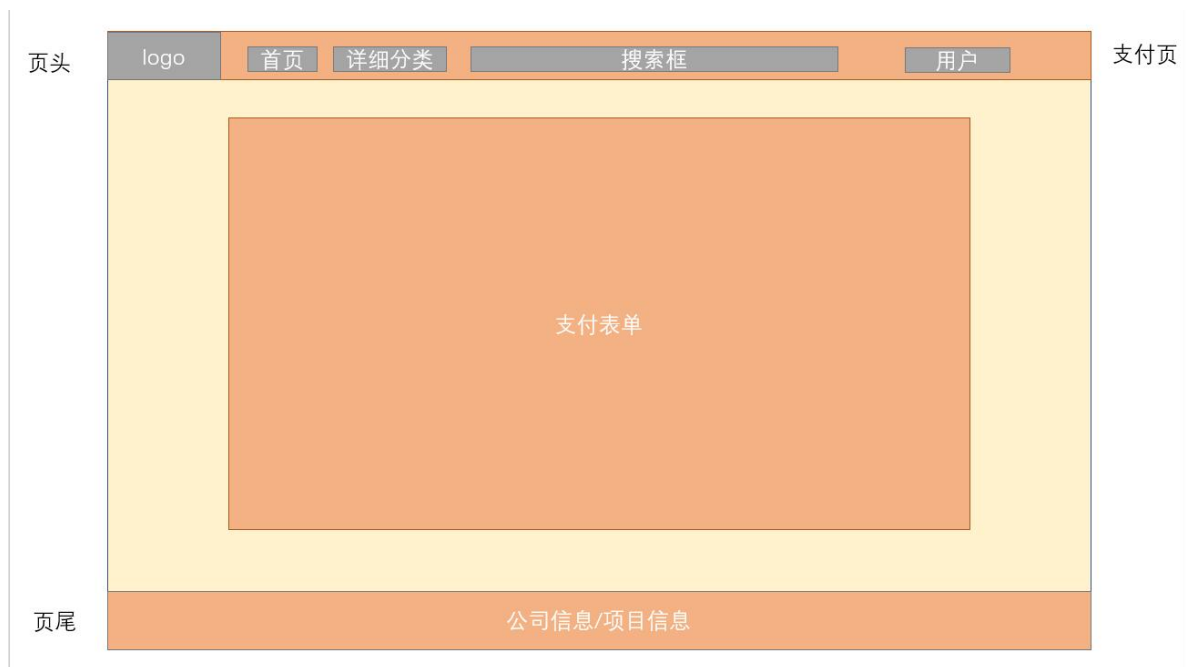 页头
logo
首页
详细分类
搜索框
用户
支付页
支付表单
页尾
公司信息/项目信息